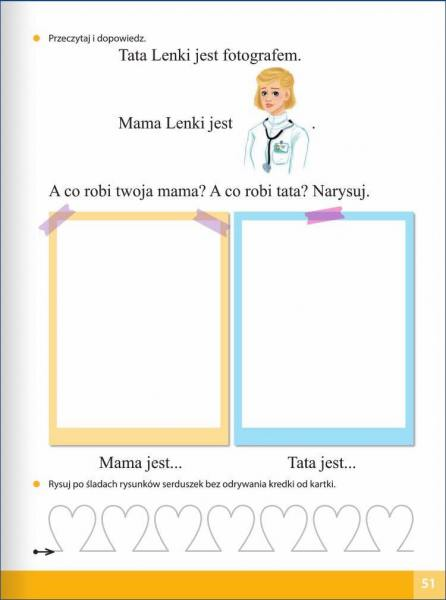 Przeczytaj i dopowiedz.
Tata Lenki jest fotografem.
Mama Lenki jest .
A co robi twoja mama? A co robi tata? Narysuj.
Mama jest...
Tata jest...
Rysuj po śladach rysunków serduszek bez odrywania kredki od kartki.
51